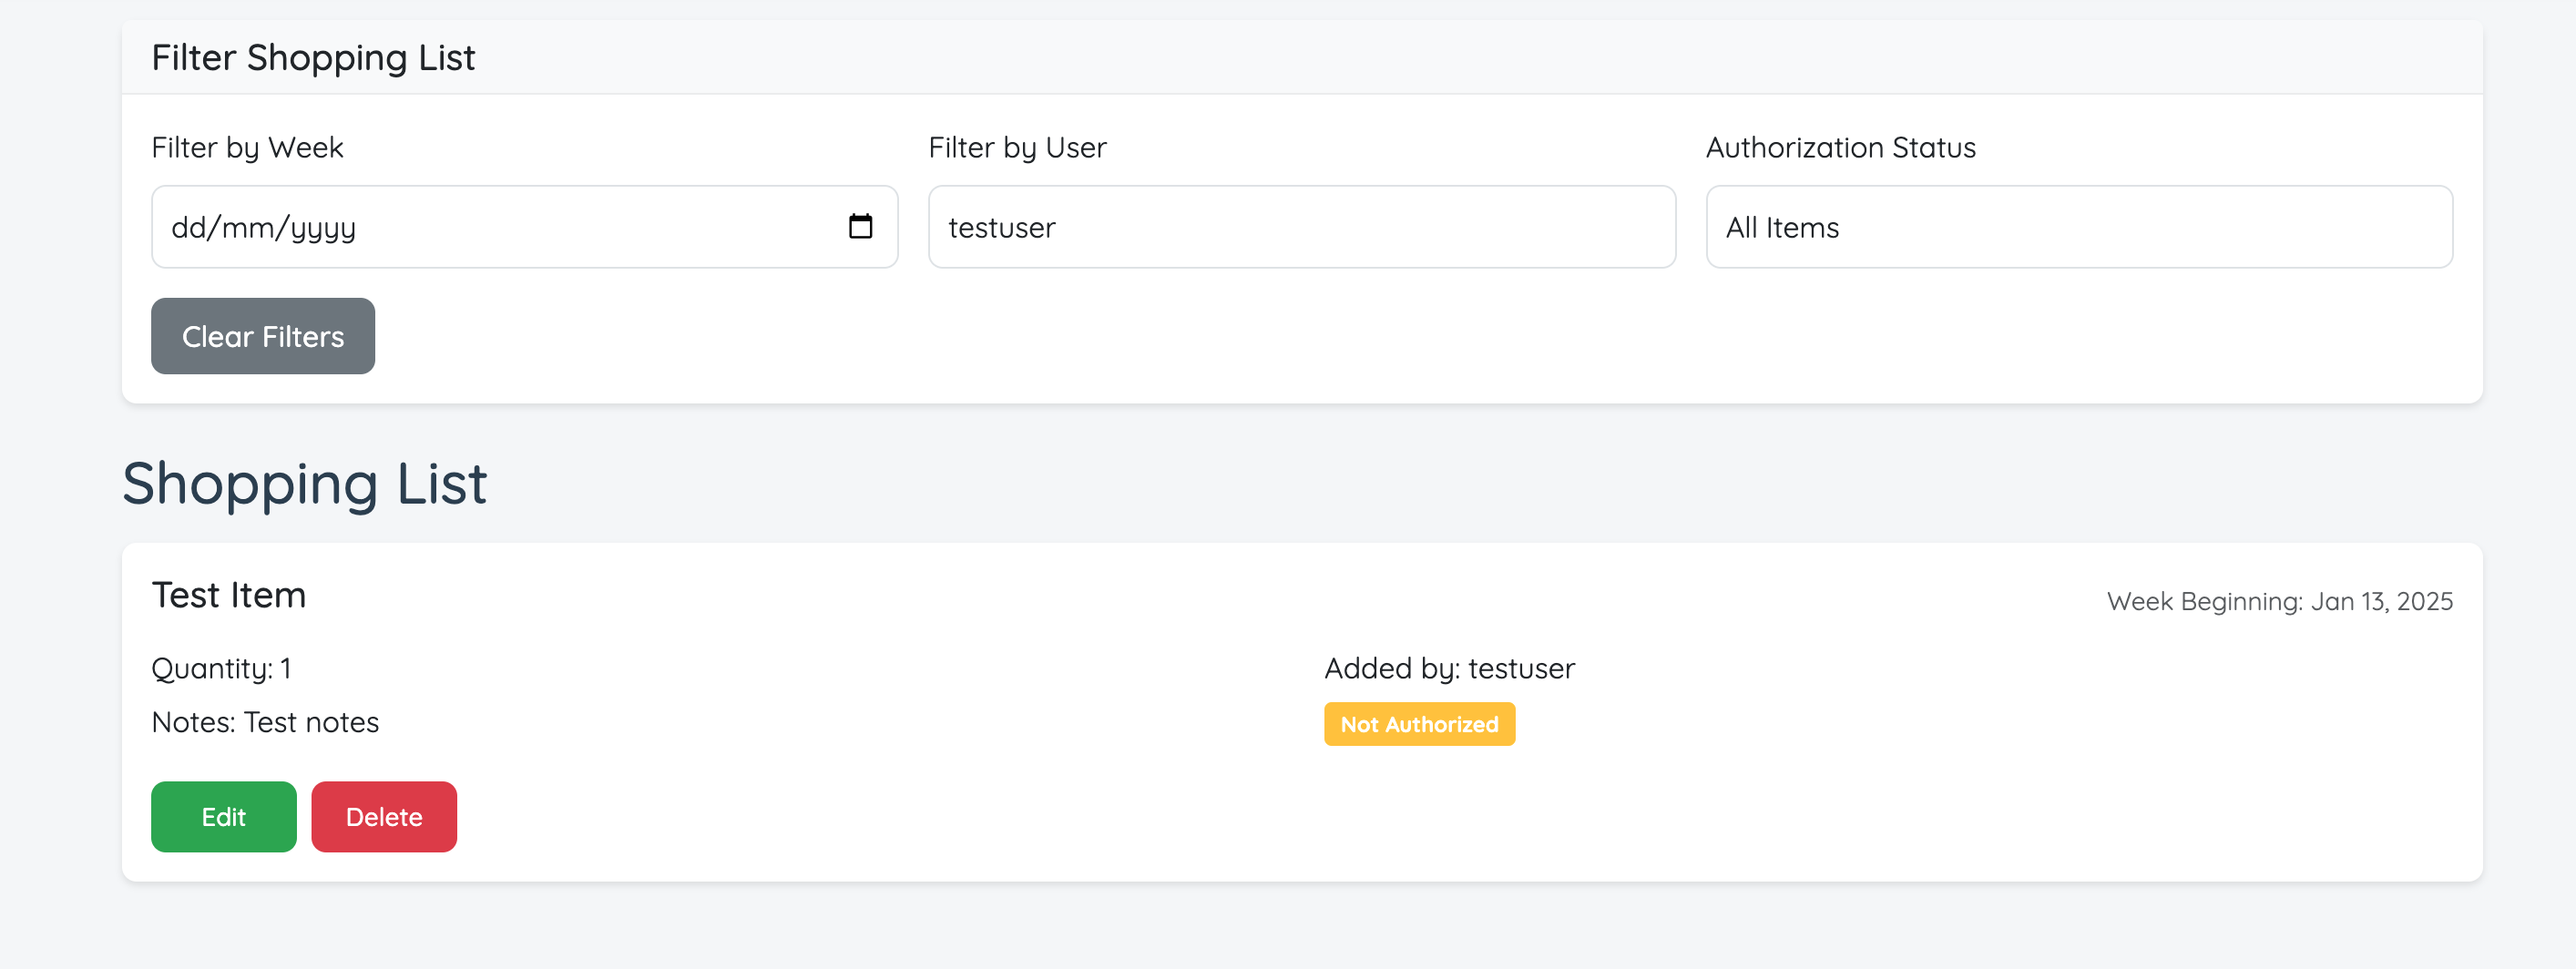 Filter Shopping List
Filter by Week
Filter by User
Authorization Status
dd/mm/yyyy
testuser
All Items
Clear Filters
Shopping List
Test Item
Week Beginning: Jan 13, 2025
Quantity: 1
Added by: testuser
Notes: Test notes
Not Authorized
Edit
Delete